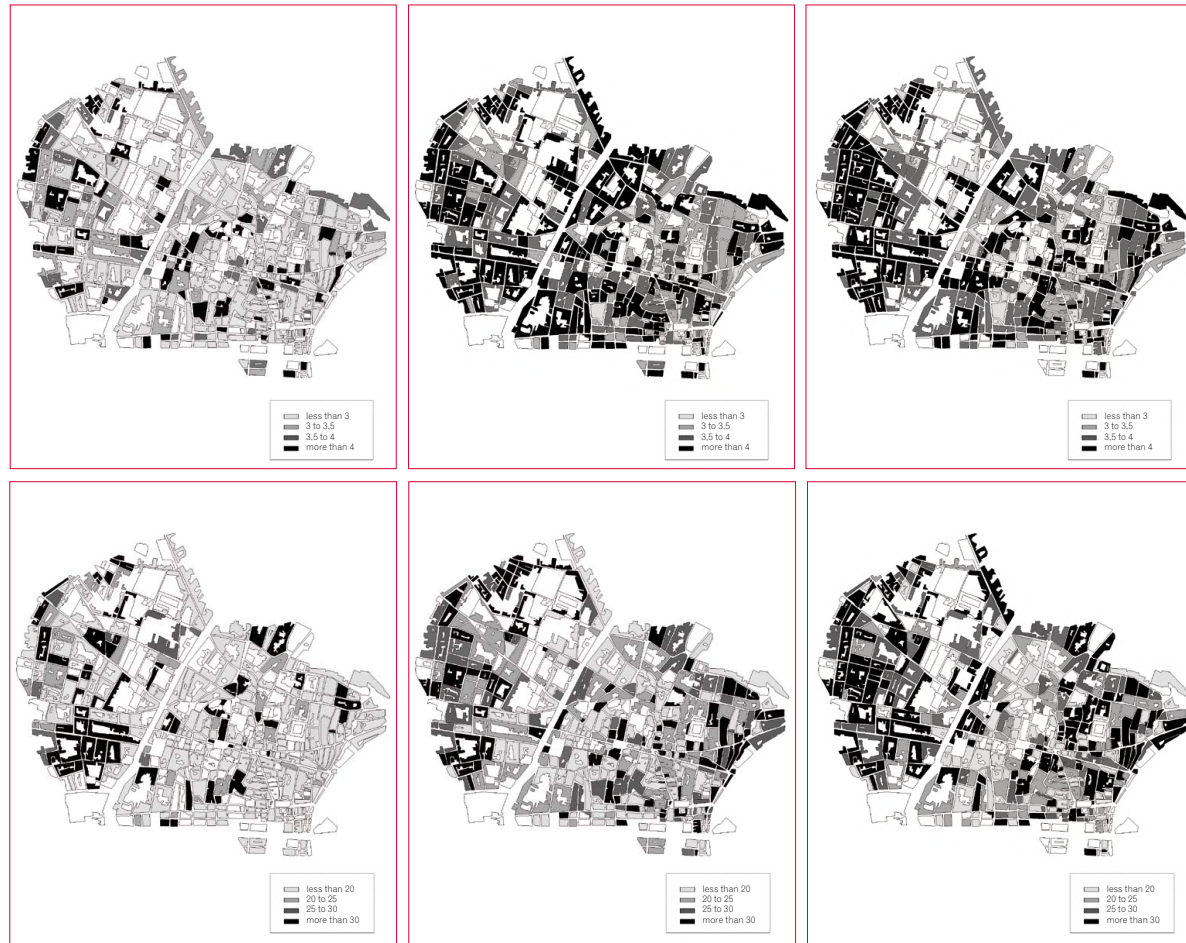 less than 3
3 to 3,5
3,5 to 4
more than 4
less than 3
3 to 3,5
3,5 to 4
more than 4
less than 3
3 to 3,5
3,5 to 4
more than 4
less than 20
20 to 25
25 to 30
more than 30
less than 20
20 to 25
25 to 30
more than 30
less than 20
20 to 25
25 to 30
more than 30